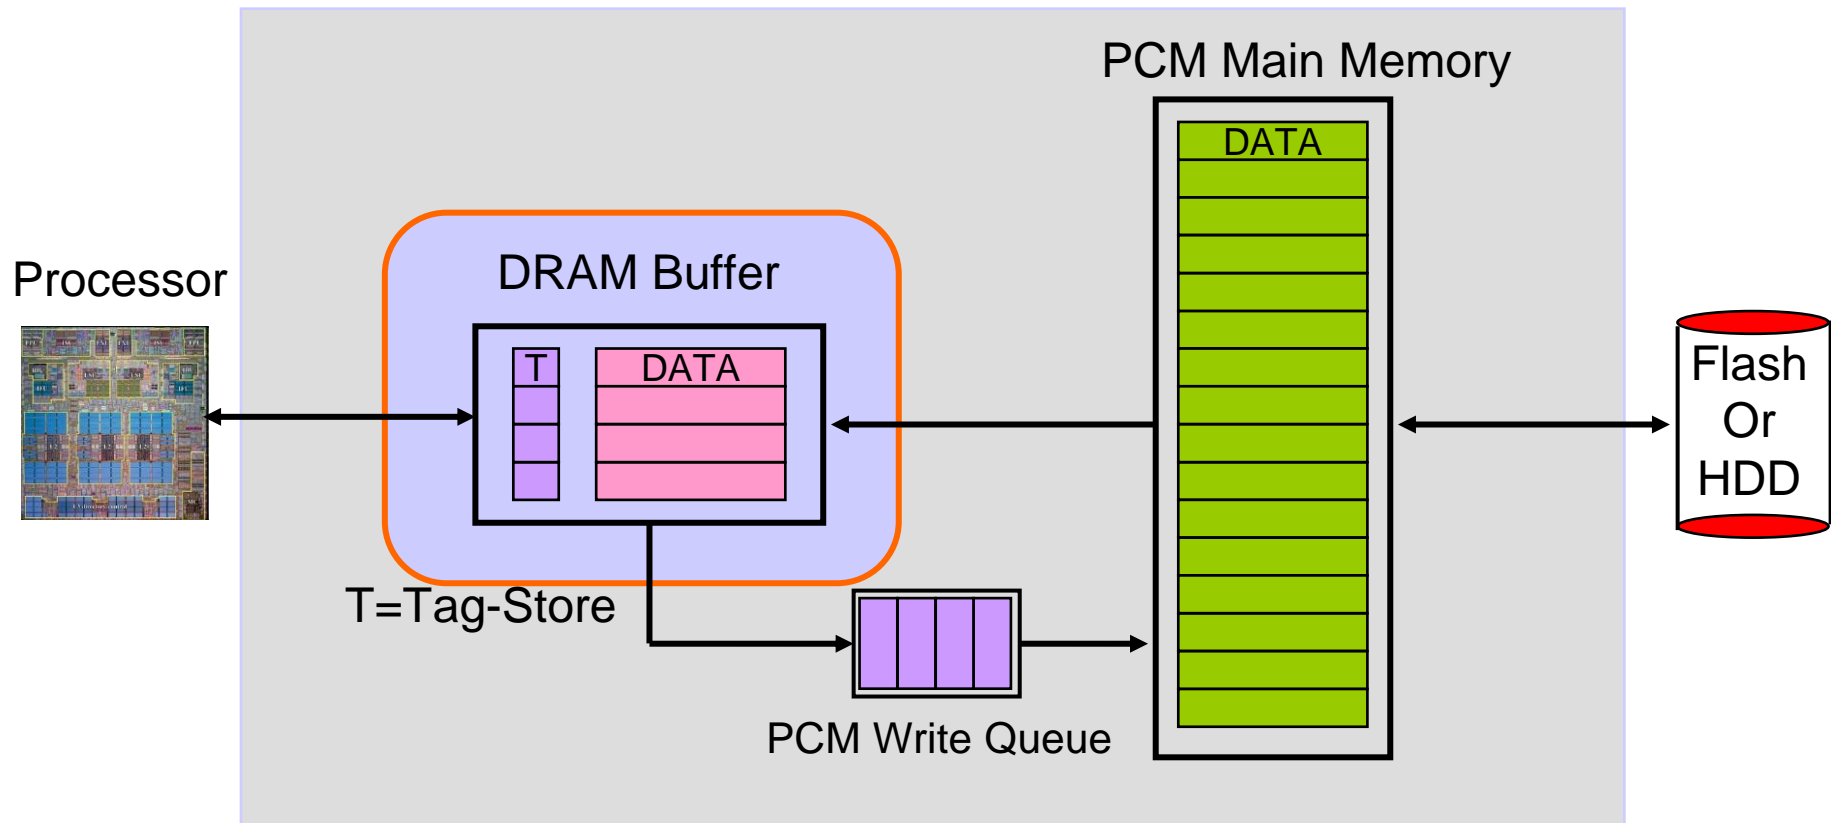 PCM Main Memory
DATA
DRAM Buffer
Processor
T
DATA
Flash
Or
HDD
T=Tag-Store
PCM Write Queue